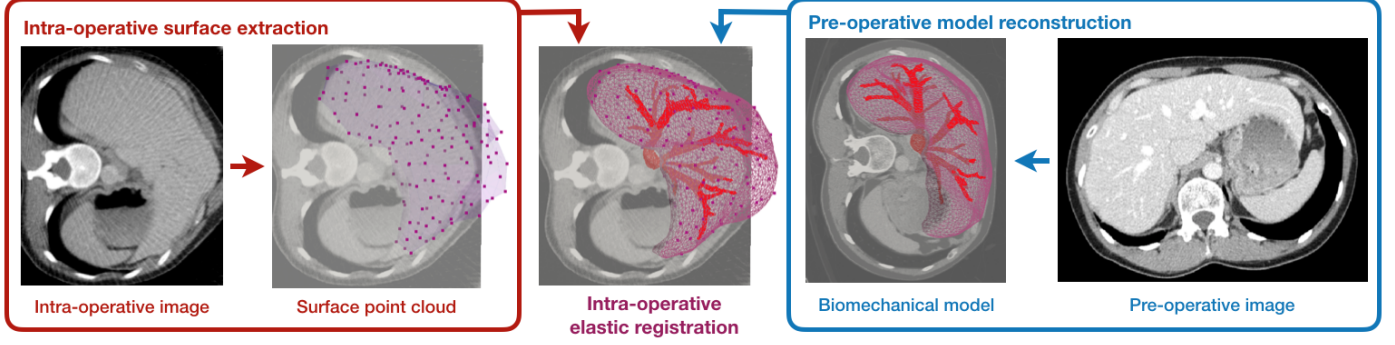 Intra-operative surface extraction
Pre-operative model reconstruction
Intra-operative image
Surface point cloud
Intra-operative
elastic registration
Biomechanical model
Pre-operative image